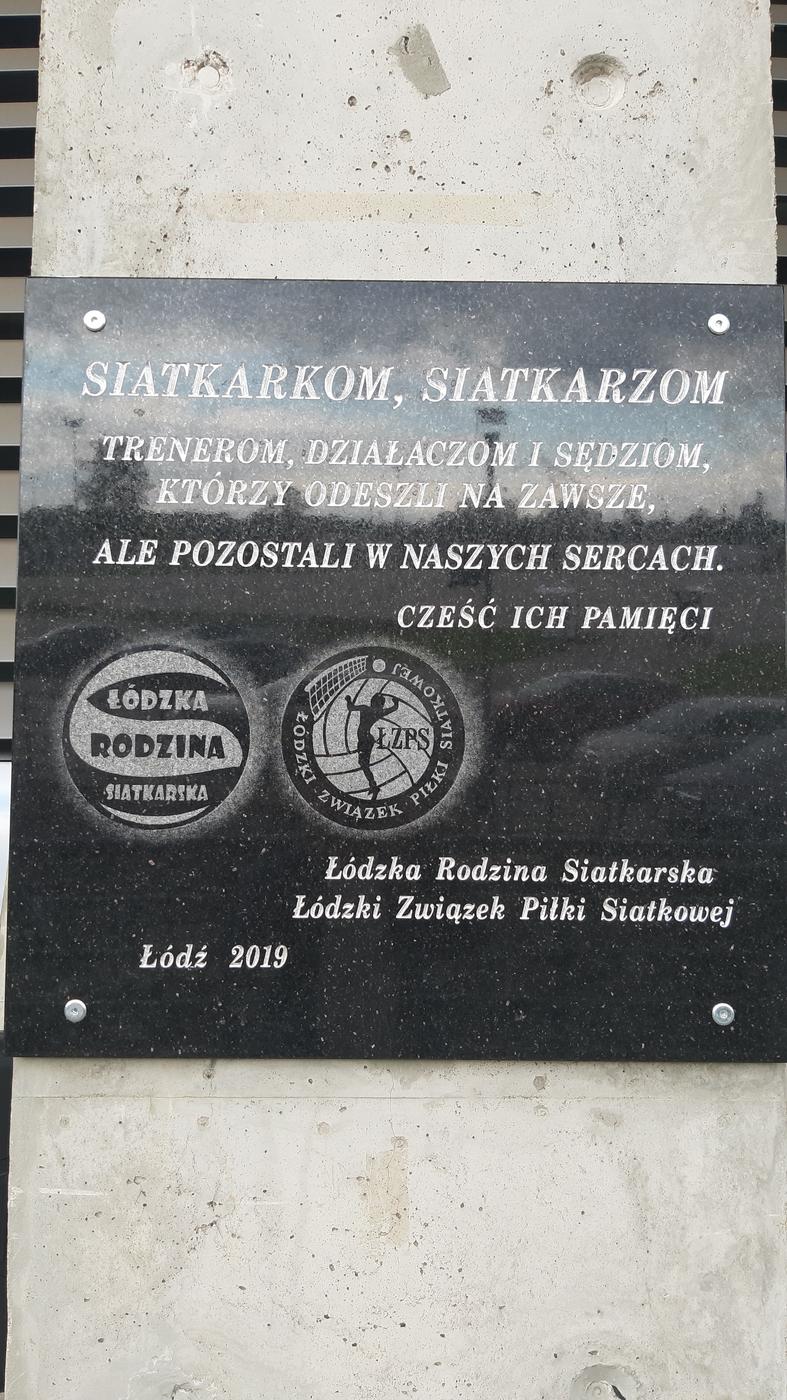 SIATKARKOM, SIATKARZOM
TRENEROM, DZIAŁACZOM I SĘDZIOM,
KTÓRZY ODESZLI NA ZAWSZE,
ALE POZOSTALI W NASZYCH SERCACH.
CZEŚĆ ICH PAMIĘCI
ŁÓDZKA
RODZINA
SIATKARSKA
ŁÓDZKI ZWIĄZEK PIŁKI SIATKOWEJ
ŁZPS
Łódzka Rodzina Siatkarska
Łódzki Związek Piłki Siatkowej
Łódź 2019